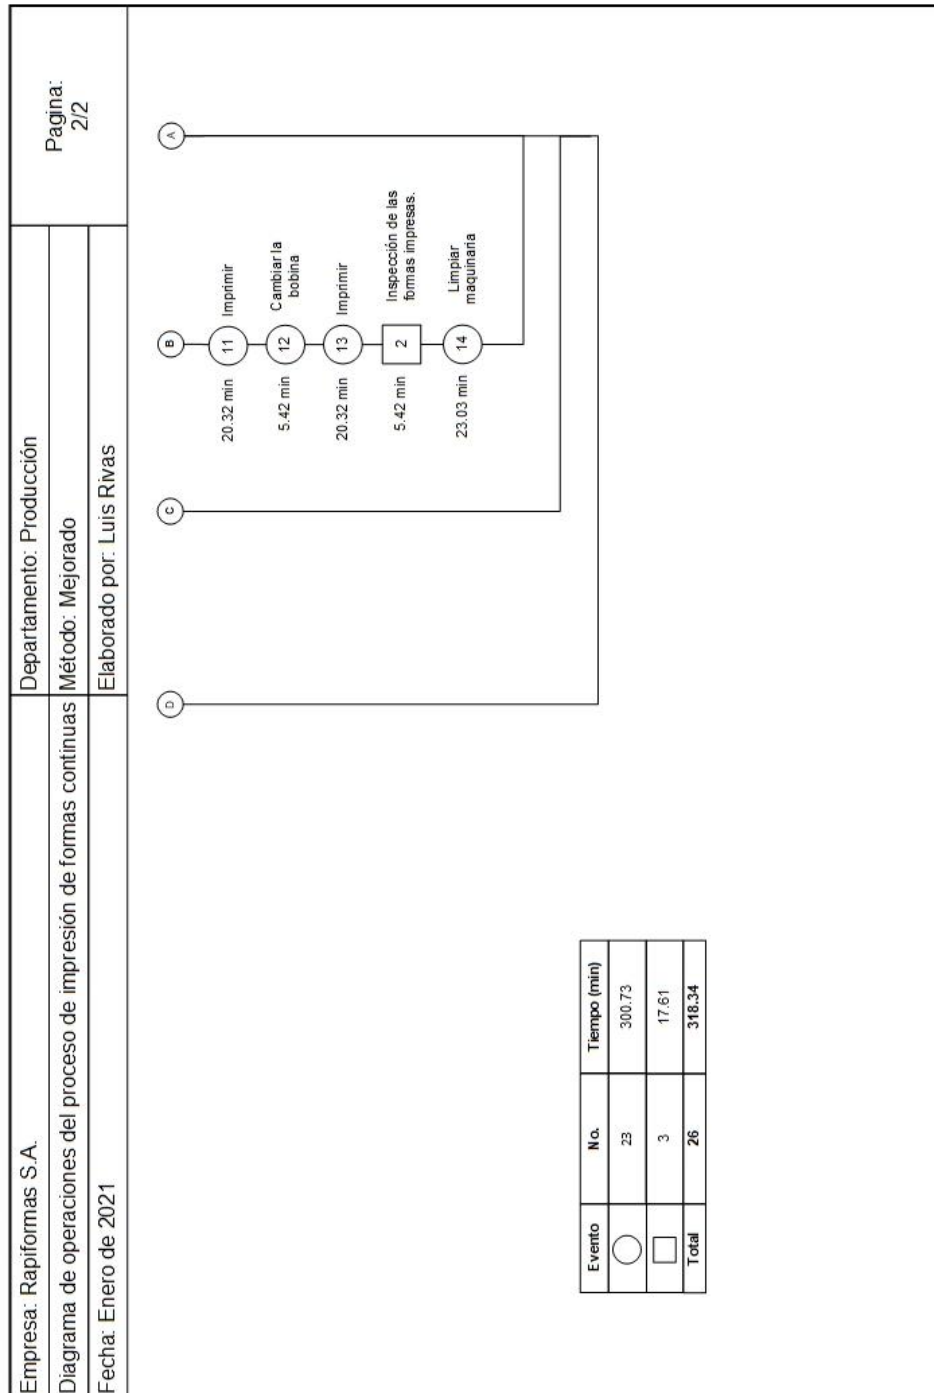 Empresa: Rapiformas S.A.
Departamento: Producción
Pagina:
2/2
Diagrama de operaciones del proceso de impresión de formas continuas
Método: Mejorado
Fecha: Enero de 2021
Elaborado por: Luis Rivas
D
C
B
A
20.32 min
11
Imprimir
5.42 min
12
Cambiar la
bobina
20.32 min
13
Imprimir
5.42 min
2
Inspección de las
formas impresas.
23.03 min
14
Limpiar
maquinaria
Evento
No.
Tiempo (min)
23
300.73
3
17.61
Total
26
318.34